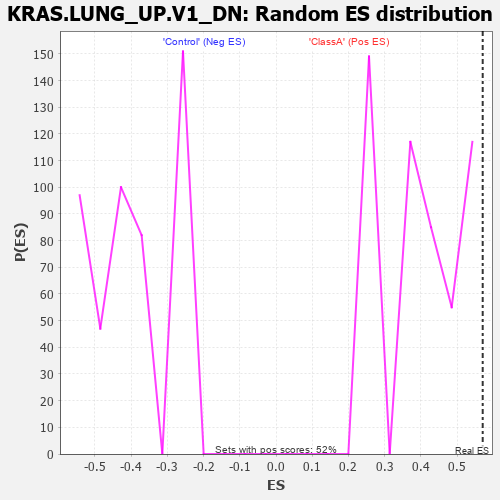 KRAS.LUNG_UP.V1_DN: Random ES distribution
'Control' (Neg ES)
'ClassA' (Pos ES)
150
140
130
120
110
100
90
80
70
60
50
40
30
20
10
0
P(ES)
Sets with pos scores: 52%
Real ES
-0.5 -0.4 -0.3 -0.2 -0.1 0.0 0.1 0.2 0.3 0.4 0.5
ES